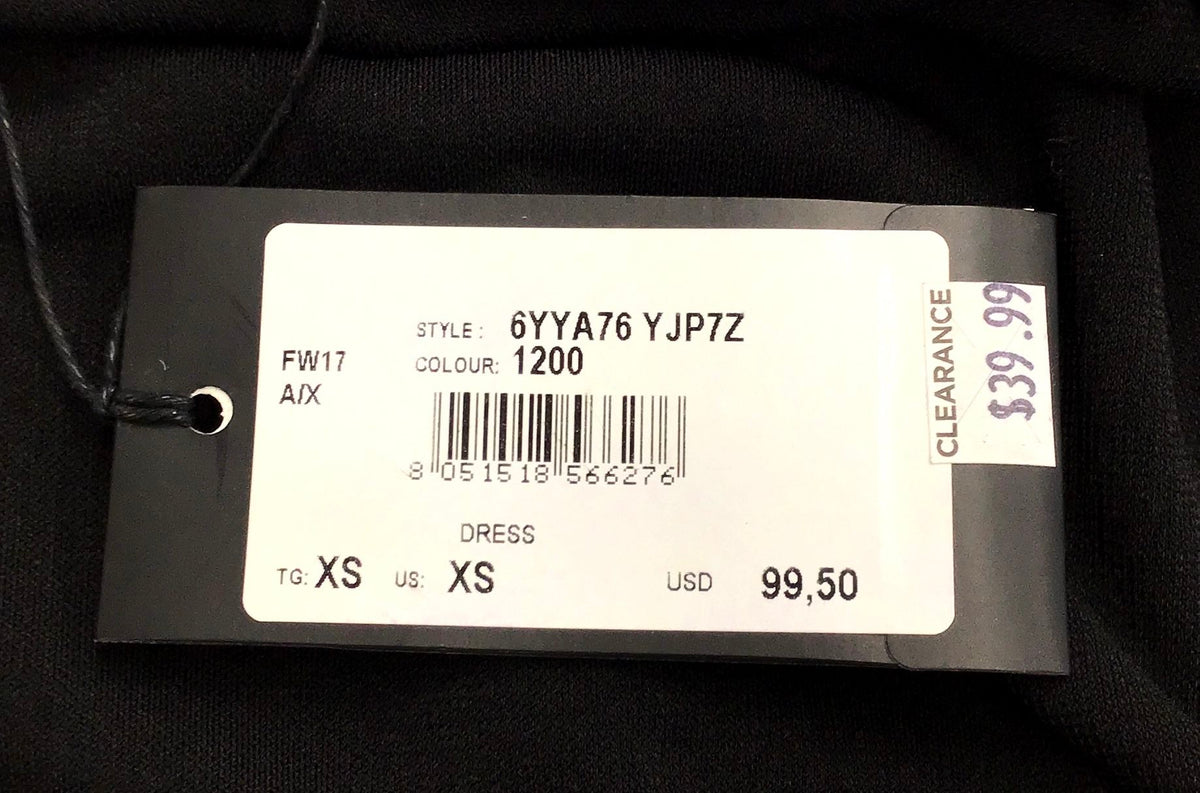 STYLE: 6YYA76 YJP7Z
FW17
COLOUR: 1200
A/X
8 051518 566276
DRESS
TG: XS US: XS USD 99,50
CLEARANCE
$39.99